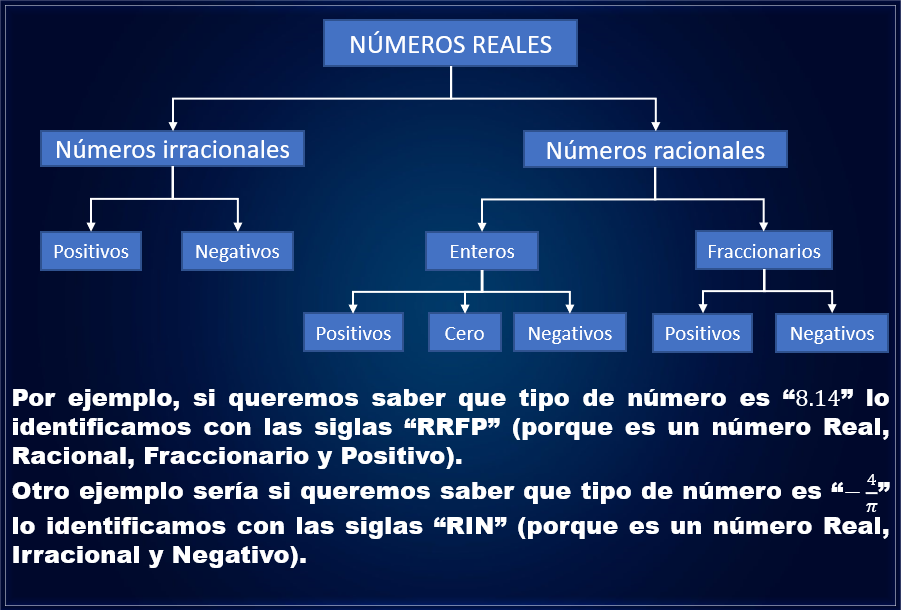 NÚMEROS REALES
Números irracionales
Números racionales
Positivos
Negativos
Enteros
Fraccionarios
Positivos
Cero
Negativos
Positivos
Negativos
Por ejemplo, si queremos saber que tipo de número es “8.14” lo
identificamos con las siglas “RRFP” (porque es un número Real,
Racional, Fraccionario y Positivo).
Otro ejemplo sería si queremos saber que tipo de número es “−4/π”
lo identificamos con las siglas “RIN” (porque es un número Real,
Irracional y Negativo).